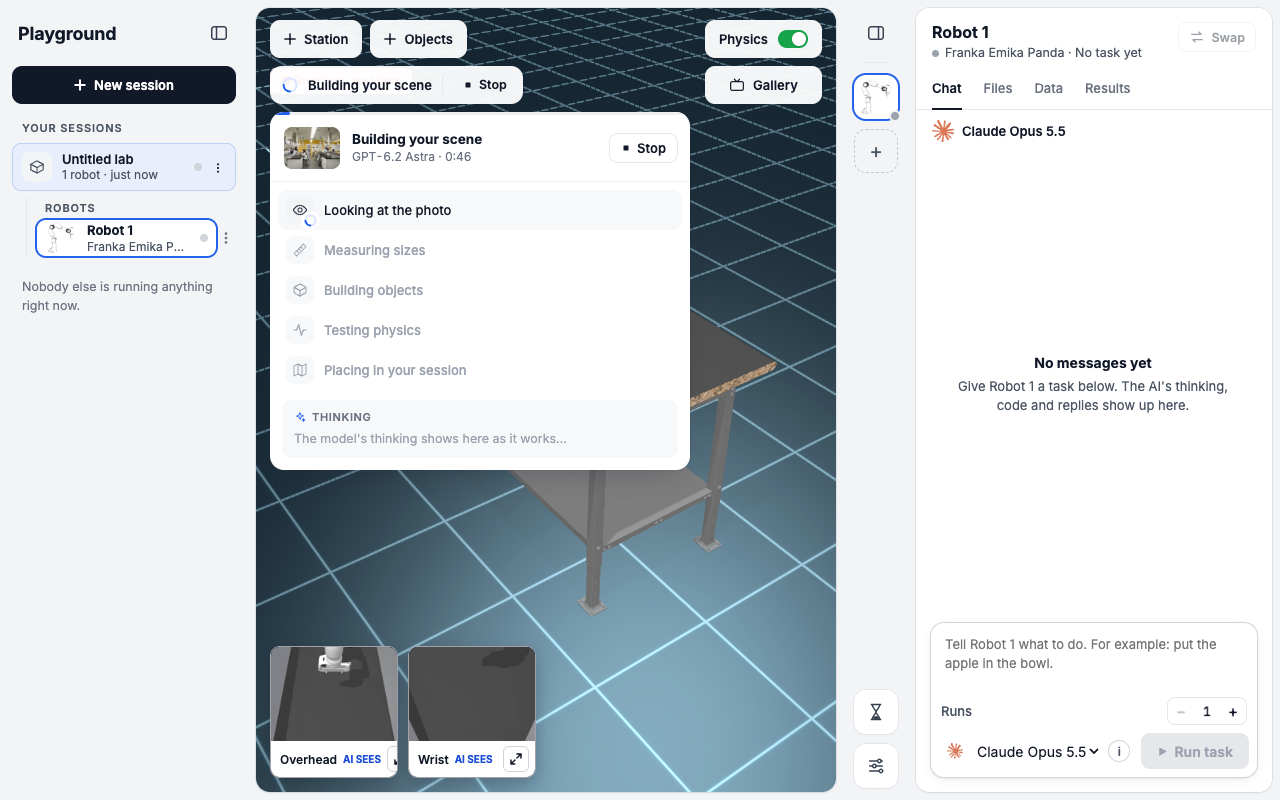 Playground
New session
YOUR SESSIONS
Untitled lab
1 robot · just now
ROBOTS
Robot 1
Franka Emika P...
Nobody else is running anything
right now.
Station
Objects
Physics
Building your scene
Stop
Gallery
Building your scene
GPT-6.2 Astra · 0:46
Stop
Looking at the photo
Measuring sizes
Building objects
Testing physics
Placing in your session
THINKING
The model's thinking shows here as it works...
Overhead AI SEES
Wrist AI SEES
Robot 1
Franka Emika Panda · No task yet
Swap
Chat
Files
Data
Results
Claude Opus 5.5
No messages yet
Give Robot 1 a task below. The AI's thinking,
code and replies show up here.
Tell Robot 1 what to do. For example: put the
apple in the bowl.
Runs
1
Claude Opus 5.5
Run task